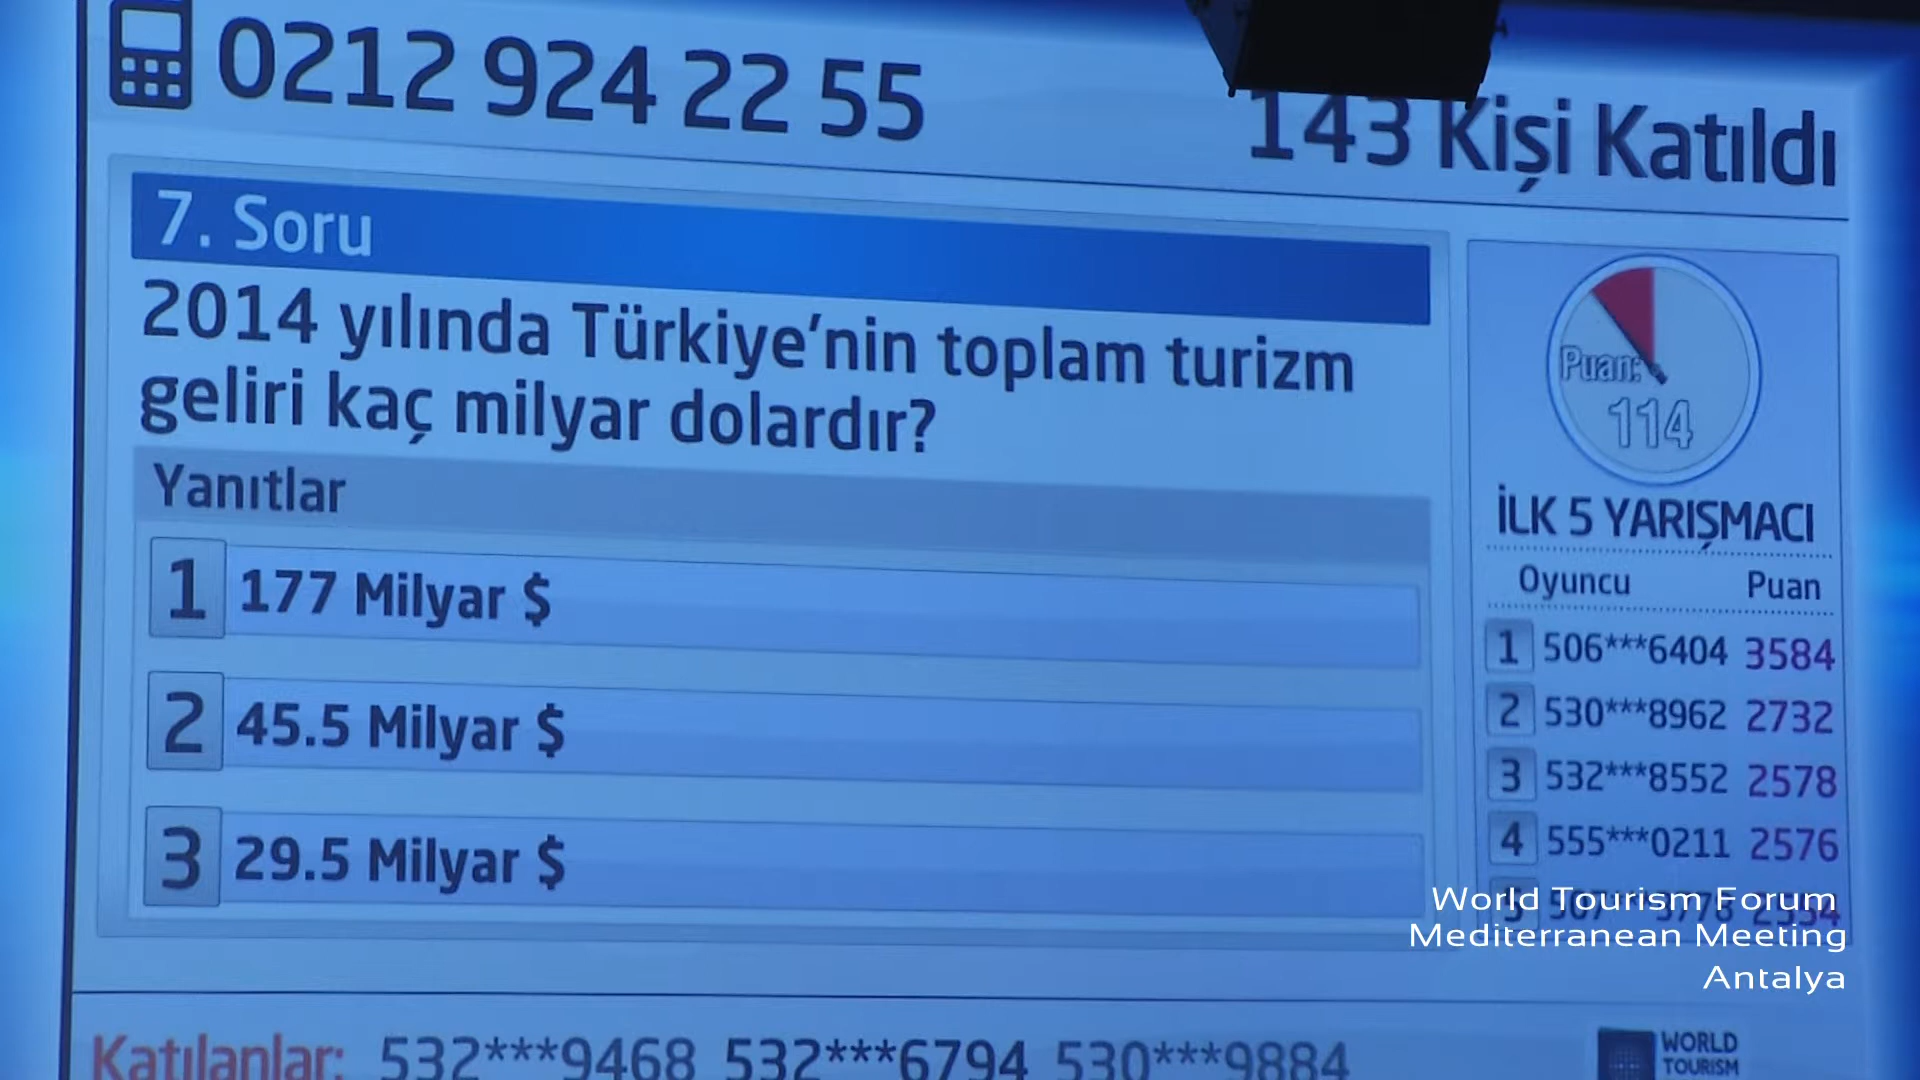 0212 924 22 55
143 Kişi Katıldı
7. Soru
2014 yılında Türkiye'nin toplam turizm
geliri kaç milyar dolardır?
Yanıtlar
1 177 Milyar $
2 45.5 Milyar $
3 29.5 Milyar $
Puan:
114
İLK 5 YARIŞMACI
Oyuncu Puan
1 506***6404 3584
2 530***8962 2732
3 532***8552 2578
4 555***0211 2576
5
World Tourism Forum
Mediterranean Meeting
Antalya
Katılanlar: 532***9468 532***6794 530***9884
WORLD
TOURISM